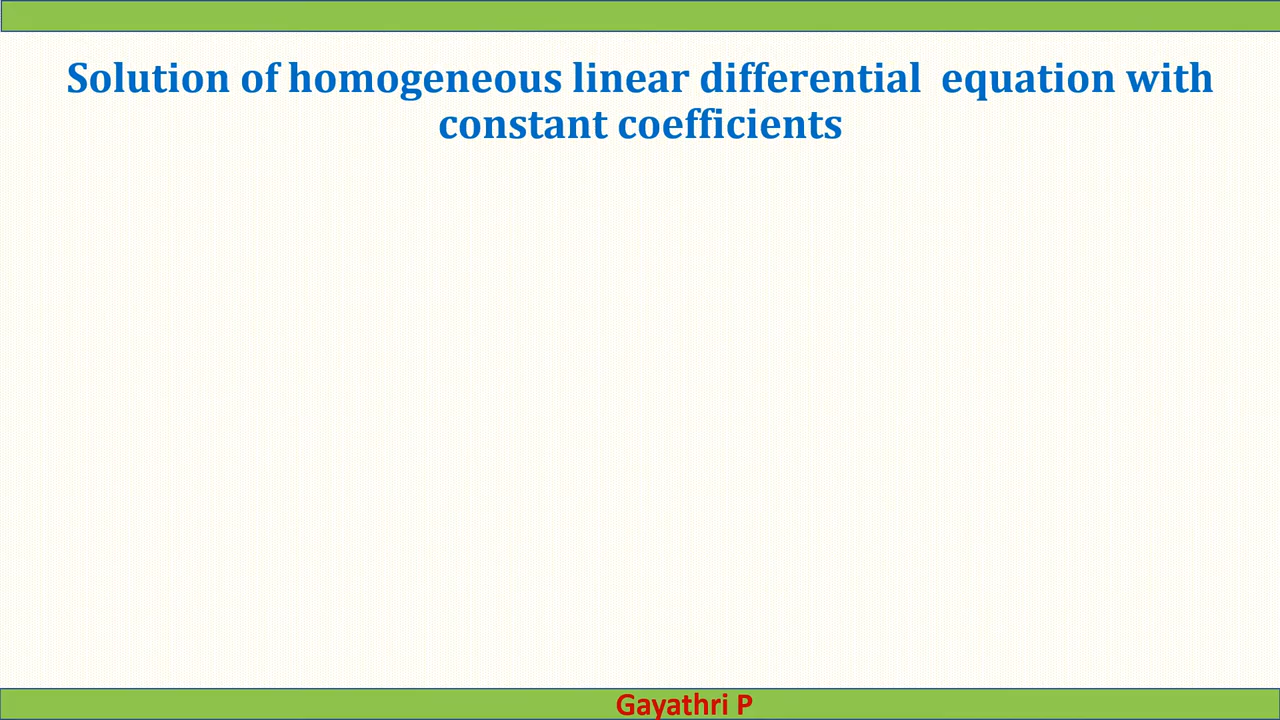 Solution of homogeneous linear differential equation with
constant coefficients
Gayathri P